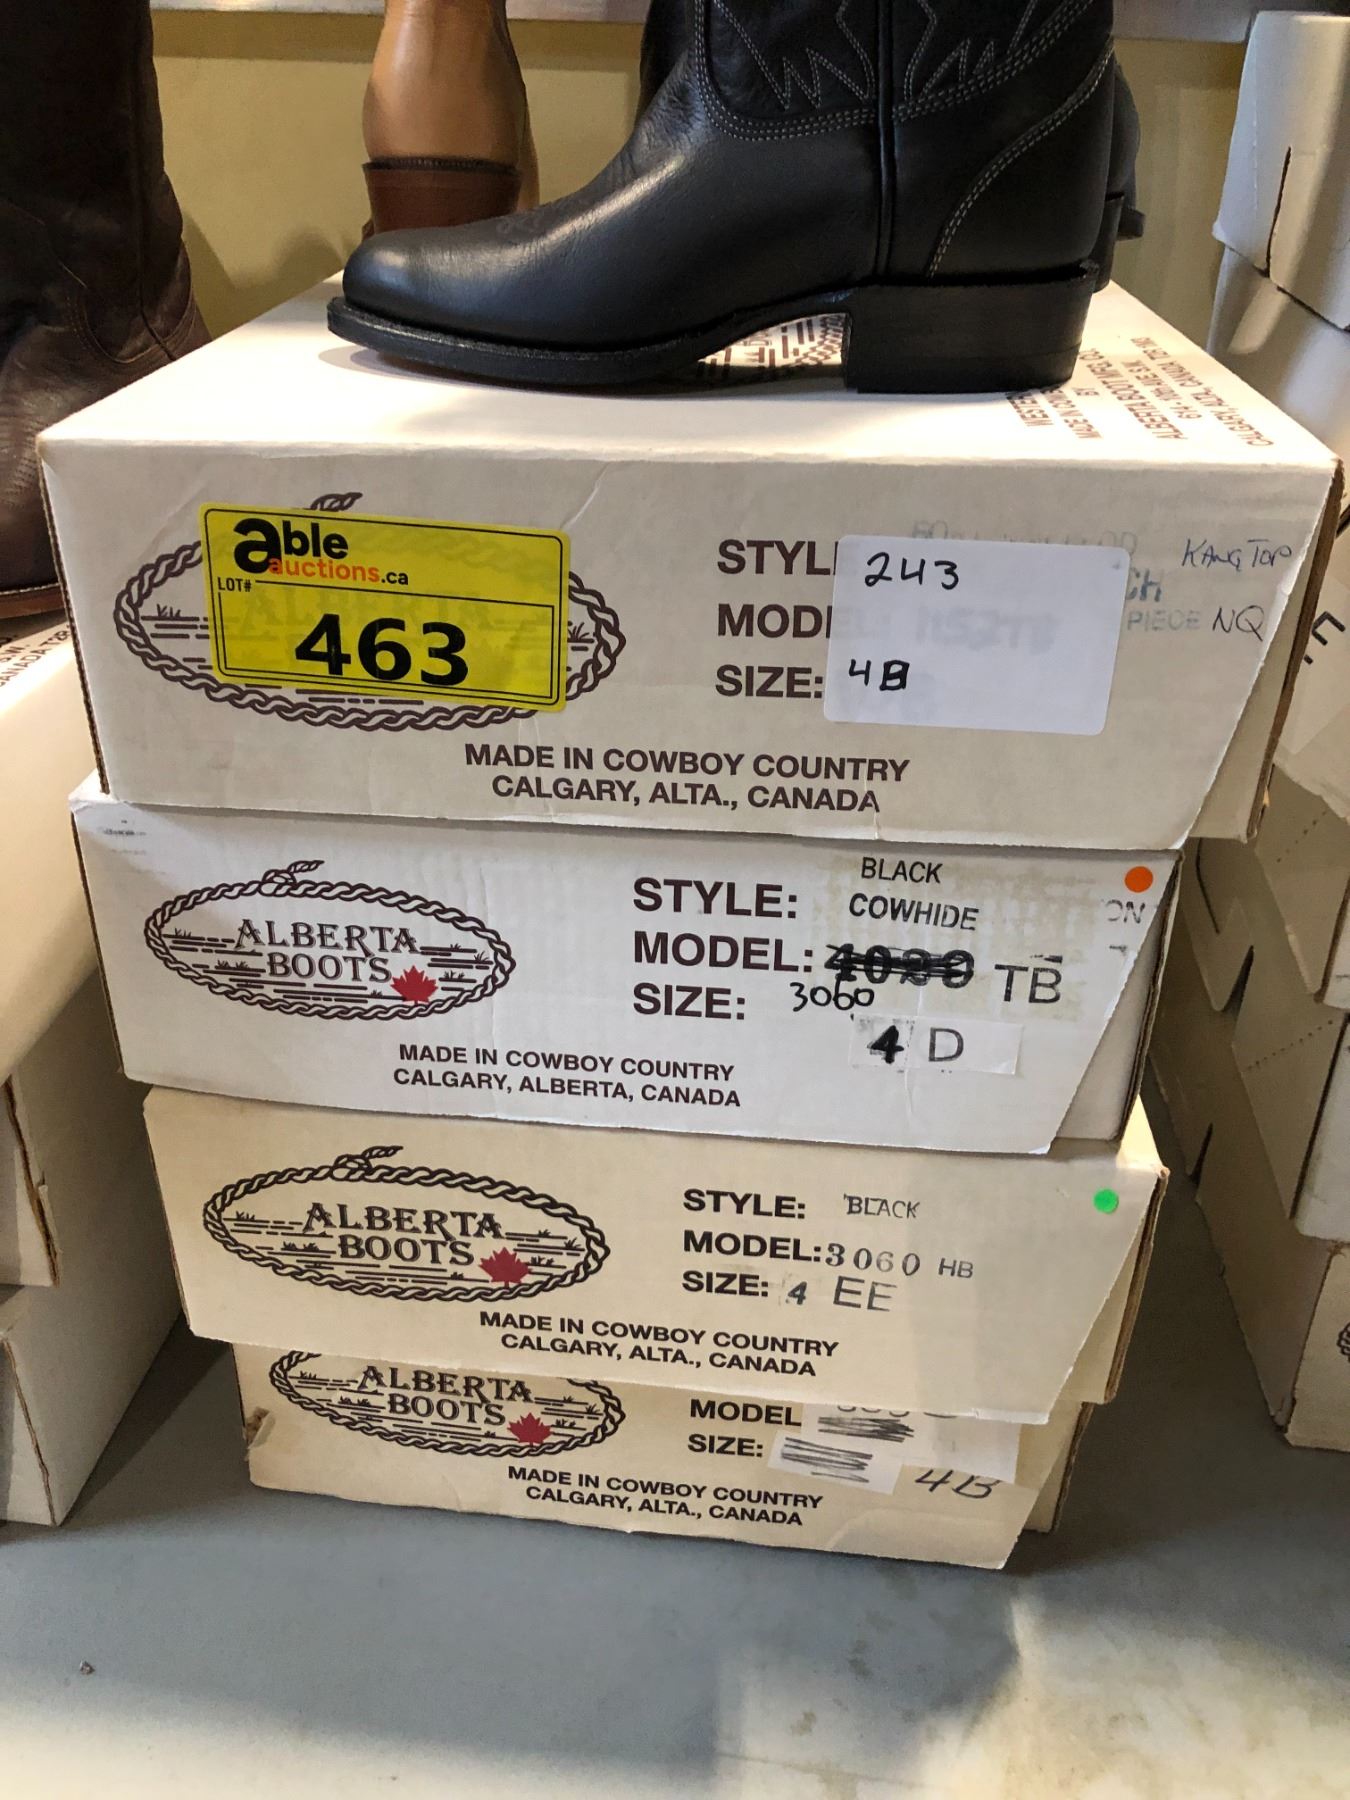 able
auctions.ca
LOT#
463
STYL
MOD
SIZE:
243
4B
KANG TOP
CH
PIECE NQ
MADE IN COWBOY COUNTRY
CALGARY, ALTA., CANADA
ALBERTA
BOOTS
STYLE: BLACK
COWHIDE
MODEL: 4080 TB
3060
SIZE:
4 D
ON
MADE IN COWBOY COUNTRY
CALGARY, ALBERTA, CANADA
ALBERTA
BOOTS
STYLE: BLACK
MODEL: 3060 HB
SIZE: 4 EE
MADE IN COWBOY COUNTRY
CALGARY, ALTA., CANADA
ALBERTA
BOOTS
MODEL
SIZE:
4B
MADE IN COWBOY COUNTRY
CALGARY, ALTA., CANADA